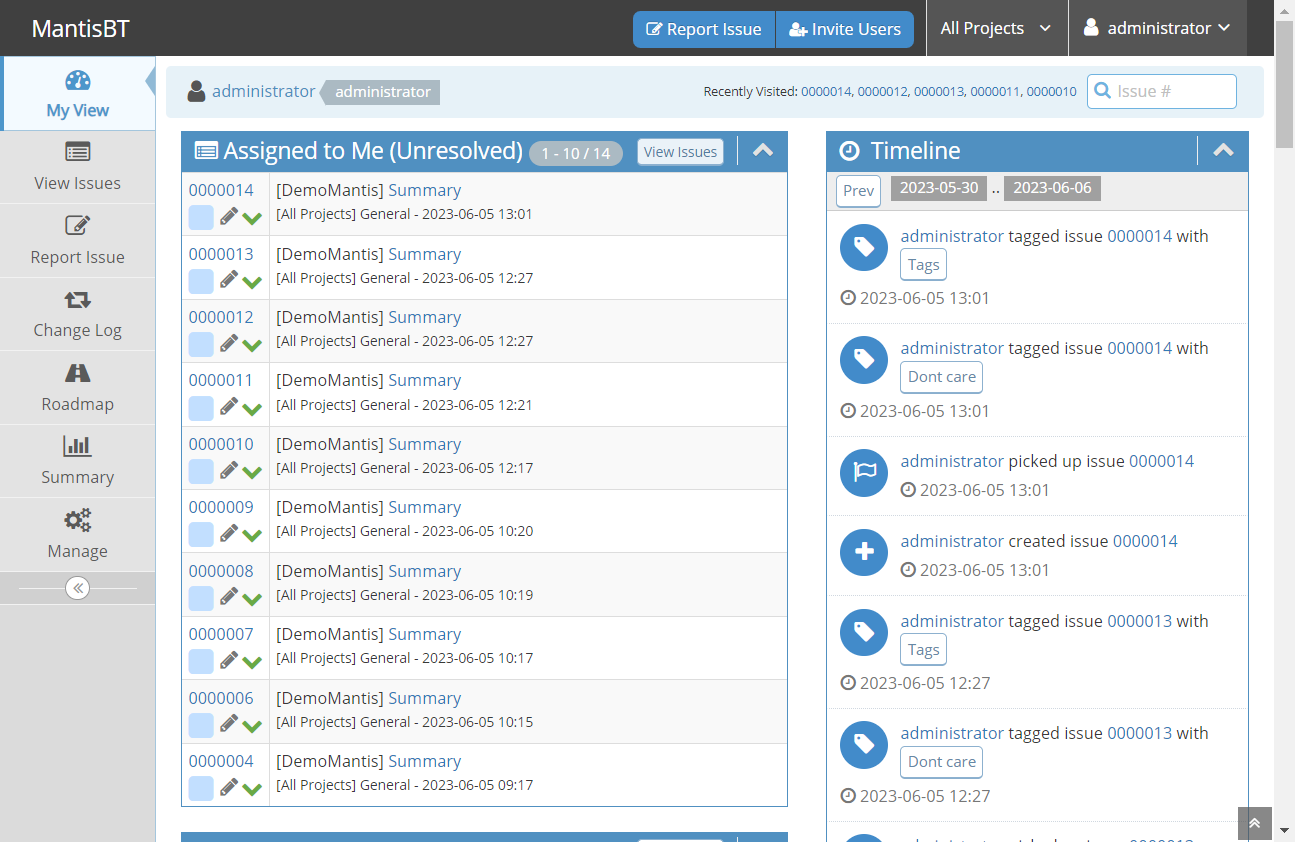 MantisBT
Report Issue
Invite Users
All Projects
administrator
My View
View Issues
Report Issue
Change Log
Roadmap
Summary
Manage
administrator
administrator
Recently Visited: 0000014, 0000012, 0000013, 0000011, 0000010
Issue #
Assigned to Me (Unresolved) 1 - 10 / 14 View Issues
0000014 [DemoMantis] Summary
[All Projects] General - 2023-06-05 13:01
0000013 [DemoMantis] Summary
[All Projects] General - 2023-06-05 12:27
0000012 [DemoMantis] Summary
[All Projects] General - 2023-06-05 12:27
0000011 [DemoMantis] Summary
[All Projects] General - 2023-06-05 12:21
0000010 [DemoMantis] Summary
[All Projects] General - 2023-06-05 12:17
0000009 [DemoMantis] Summary
[All Projects] General - 2023-06-05 10:20
0000008 [DemoMantis] Summary
[All Projects] General - 2023-06-05 10:19
0000007 [DemoMantis] Summary
[All Projects] General - 2023-06-05 10:17
0000006 [DemoMantis] Summary
[All Projects] General - 2023-06-05 10:15
0000004 [DemoMantis] Summary
[All Projects] General - 2023-06-05 09:17
Timeline
Prev 2023-05-30 .. 2023-06-06
administrator tagged issue 0000014 with
Tags
2023-06-05 13:01
administrator tagged issue 0000014 with
Dont care
2023-06-05 13:01
administrator picked up issue 0000014
2023-06-05 13:01
administrator created issue 0000014
2023-06-05 13:01
administrator tagged issue 0000013 with
Tags
2023-06-05 12:27
administrator tagged issue 0000013 with
Dont care
2023-06-05 12:27